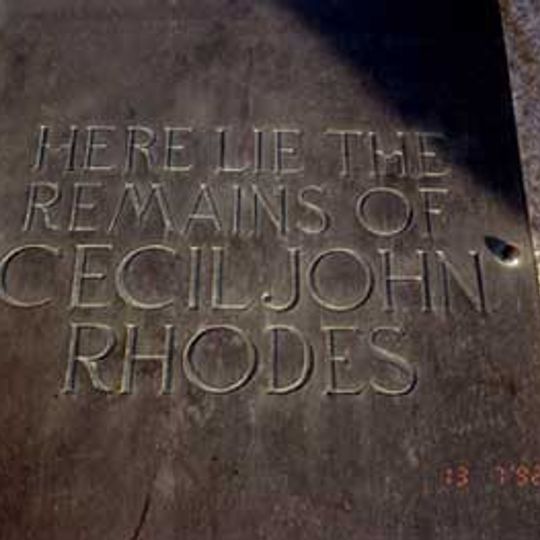 HERE LIE THE
REMAINS OF
CECIL JOHN
RHODES